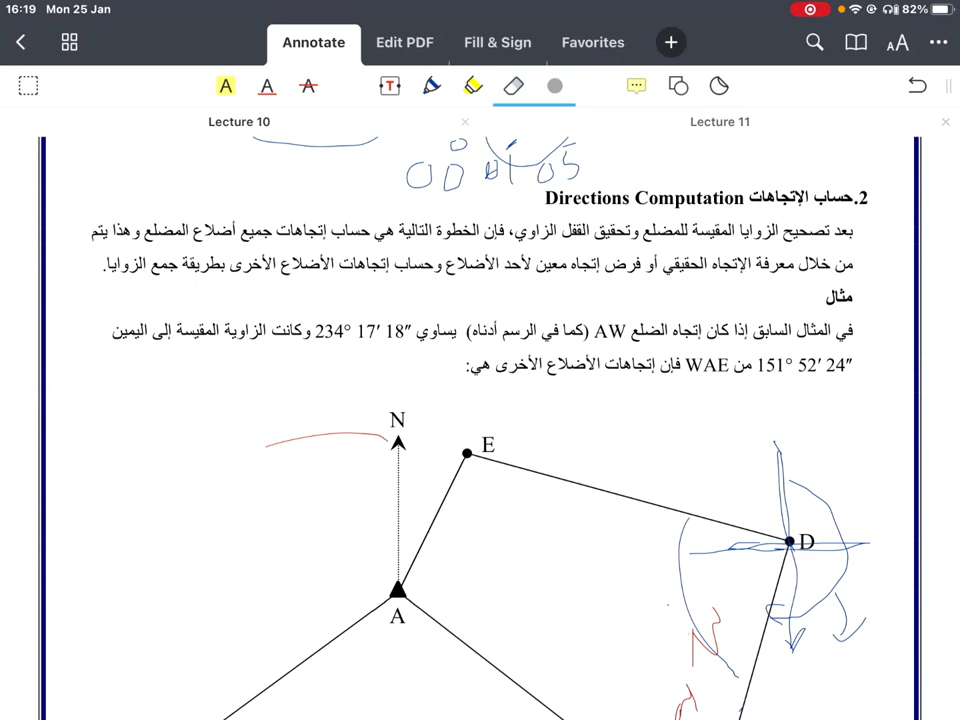 16:19 Mon 25 Jan 82%
Annotate Edit PDF Fill & Sign Favorites
Lecture 10 Lecture 11
2.حساب الإتجاهات Directions Computation
بعد تصحيح الزوايا المقيسة للمضلع وتحقيق القفل الزاوي، فإن الخطوة التالية هي حساب إتجاهات جميع أضلاع المضلع وهذا يتم
من خلال معرفة الإتجاه الحقيقي أو فرض إتجاه معين لأحد الأضلاع وحساب إتجاهات الأضلاع الأخرى بطريقة جمع الزوايا.
مثال
في المثال السابق إذا كان إتجاه الضلع AW (كما في الرسم أدناه) يساوي 234° 17′ 18″ وكانت الزاوية المقيسة إلى اليمين
151° 52′ 24″ من WAE فإن إتجاهات الأضلاع الأخرى هي:
N
E
D
A
N